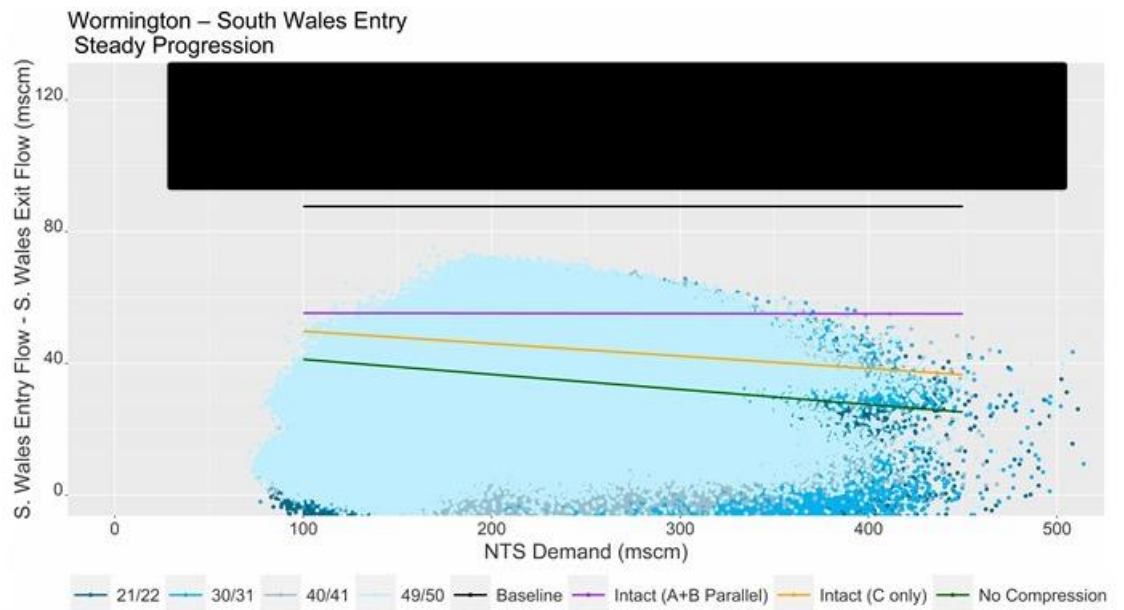 Wormington – South Wales Entry
Steady Progression
S. Wales Entry Flow - S. Wales Exit Flow (mscm)
120
80
40
0
0 100 200 300 400 500
NTS Demand (mscm)
21/22 30/31 40/41 49/50 Baseline Intact (A+B Parallel) Intact (C only) No Compression